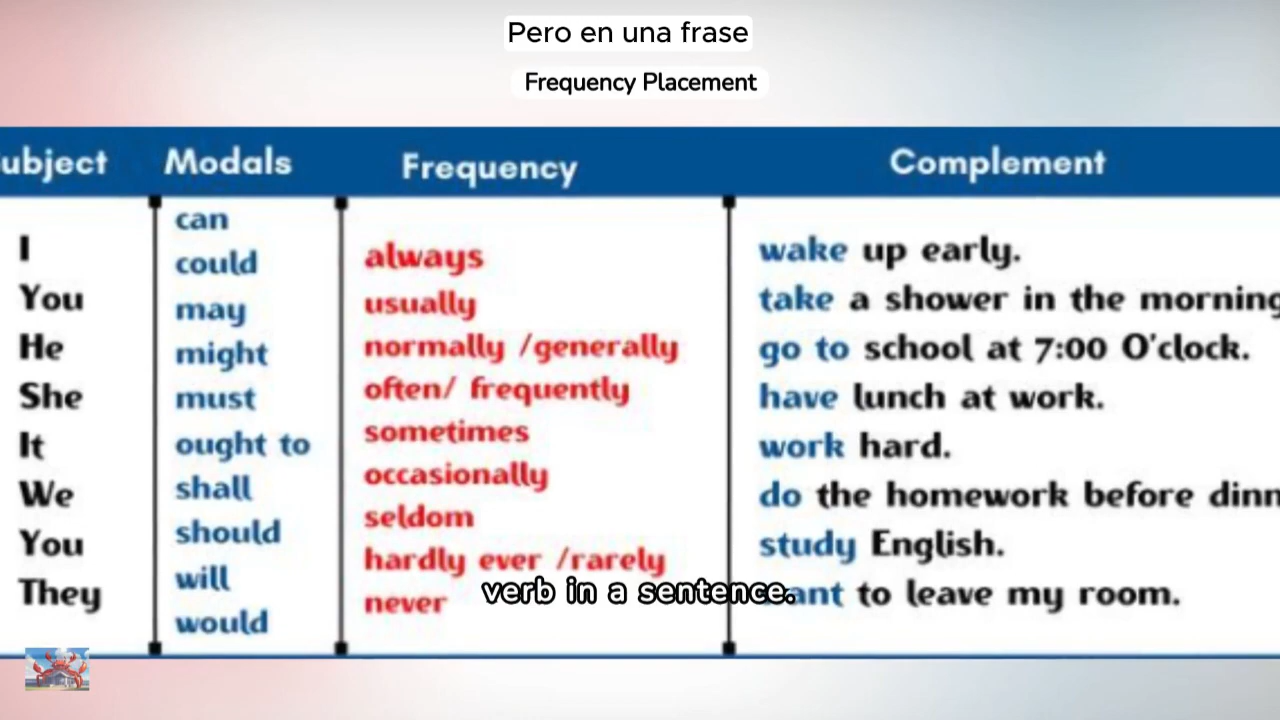 Pero en una frase
Frequency Placement
ubject Modals Frequency Complement
can
could
may
might
must
ought to
shall
should
will
would
I
You
He
She
It
We
You
They
always
usually
normally /generally
often/ frequently
sometimes
occasionally
seldom
hardly ever /rarely
never
wake up early.
take a shower in the morning
go to school at 7:00 O'clock.
have lunch at work.
work hard.
do the homework before dinn
study English.
ant to leave my room.
verb in a sentence.